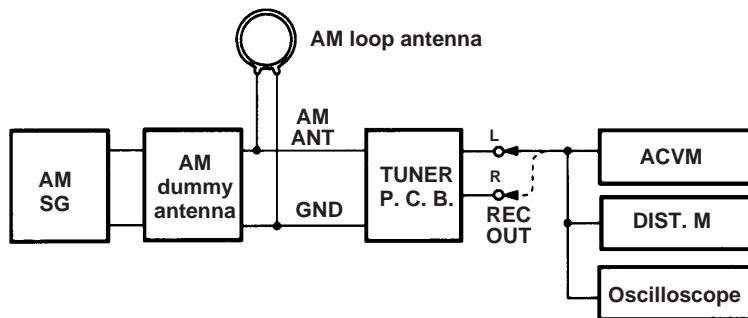 AM loop antenna
AM
SG
AM
dummy
antenna
AM
ANT
GND
TUNER
P. C. B.
L
R
REC
OUT
ACVM
DIST. M
Oscilloscope